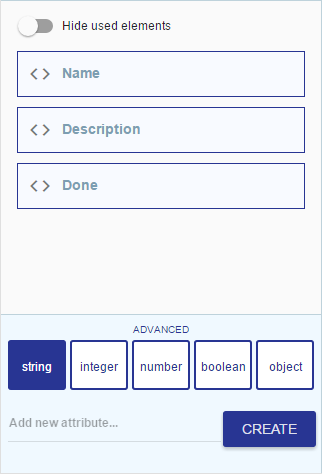 Hide used elements
Name
Description
Done
ADVANCED
string integer number boolean object
Add new attribute...
CREATE